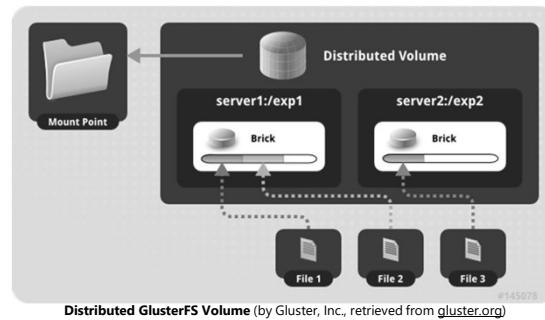 Distributed Volume
server1:/exp1
server2:/exp2
Brick
Brick
Mount Point
File 1
File 2
File 3
#145078
Distributed GlusterFS Volume (by Gluster, Inc., retrieved from gluster.org)